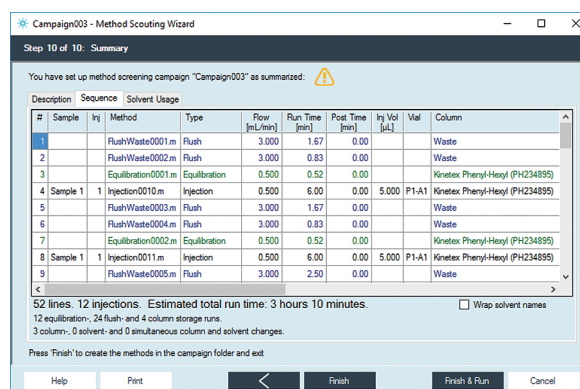 Campaign003 - Method Scouting Wizard
Step 10 of 10: Summary
You have set up method screening campaign "Campaign003" as summarized:
Description Sequence Solvent Usage
# Sample Inj Method Type Flow [mL/min] Run Time [min] Post Time [min] Inj Vol [µL] Vial Column
1 FlushWaste0001.m Flush 3.000 1.67 0.00 Waste
2 FlushWaste0002.m Flush 3.000 0.83 0.00 Waste
3 Equilibration0001.m Equilibration 0.500 0.52 0.00 Kinetex Phenyl-Hexyl (PH234895)
4 Sample 1 1 Injection0010.m Injection 0.500 6.00 0.00 5.000 P1-A1 Kinetex Phenyl-Hexyl (PH234895)
5 FlushWaste0003.m Flush 3.000 1.67 0.00 Waste
6 FlushWaste0004.m Flush 3.000 0.83 0.00 Waste
7 Equilibration0002.m Equilibration 0.500 0.52 0.00 Kinetex Phenyl-Hexyl (PH234895)
8 Sample 1 1 Injection0011.m Injection 0.500 6.00 0.00 5.000 P1-A1 Kinetex Phenyl-Hexyl (PH234895)
9 FlushWaste0005.m Flush 3.000 2.50 0.00 Waste
52 lines. 12 injections. Estimated total run time: 3 hours 10 minutes. Wrap solvent names
12 equilibration-, 24 flush- and 4 column storage runs.
3 column-, 0 solvent- and 0 simultaneous column and solvent changes.
Press 'Finish' to create the methods in the campaign folder and exit
Help Print Finish Finish & Run Cancel